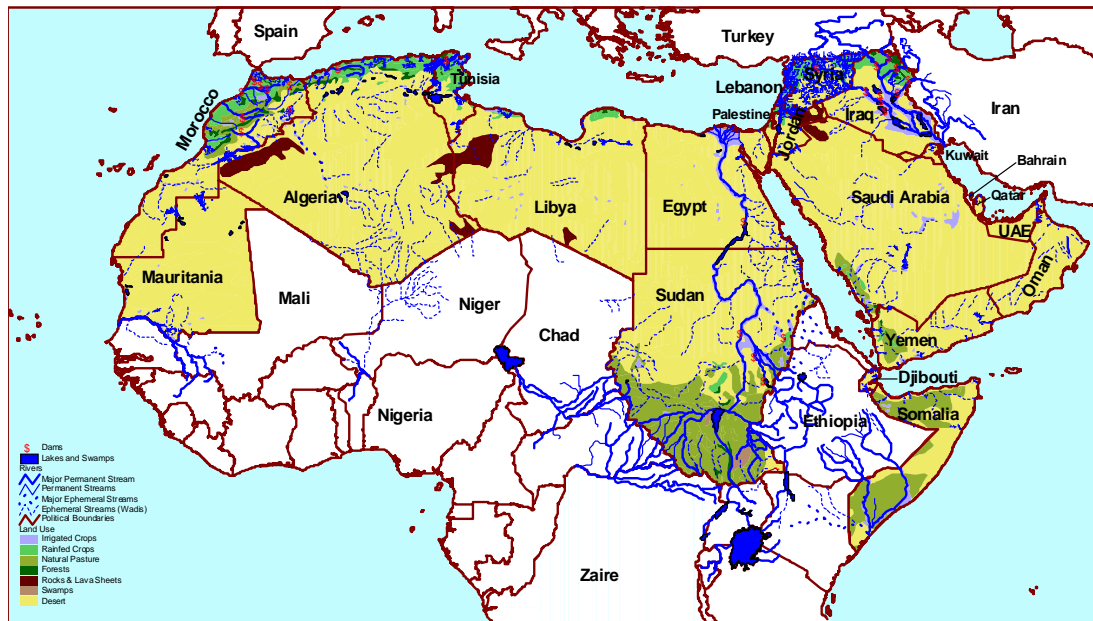 Spain
Turkey
Tunisia
Lebanon
Syria
Morocco
Palestine
Jordan
Iraq
Iran
Kuwait
Bahrain
Qatar
Algeria
Libya
Egypt
Saudi Arabia
UAE
Oman
Mauritania
Mali
Niger
Chad
Sudan
Yemen
Djibouti
Nigeria
Ethiopia
Somalia
Zaire
$ Dams
Lakes and Swamps
Rivers
Major Permanent Stream
Permanent Streams
Major Ephemeral Streams
Ephemeral Streams (Wadis)
Political Boundaries
Land Use
Irrigated Crops
Rainfed Crops
Natural Pasture
Forests
Rocks & Lava Sheets
Swamps
Desert